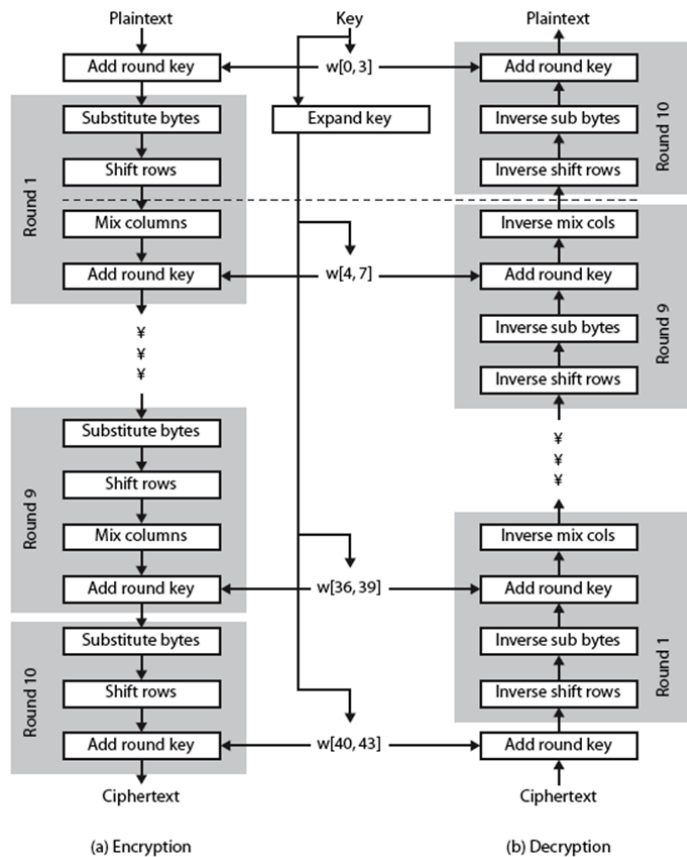 Plaintext
Key
Plaintext
Add round key
w[0, 3]
Add round key
Substitute bytes
Expand key
Inverse sub bytes
Shift rows
Inverse shift rows
Round 1
Round 10
Mix columns
Inverse mix cols
Add round key
w[4, 7]
Add round key
¥
¥
¥
Inverse sub bytes
Inverse shift rows
Round 9
Substitute bytes
¥
¥
¥
Shift rows
Round 9
Mix columns
Inverse mix cols
Add round key
w[36, 39]
Add round key
Substitute bytes
Inverse sub bytes
Shift rows
Inverse shift rows
Round 10
Round 1
Add round key
w[40, 43]
Add round key
Ciphertext
Ciphertext
(a) Encryption
(b) Decryption